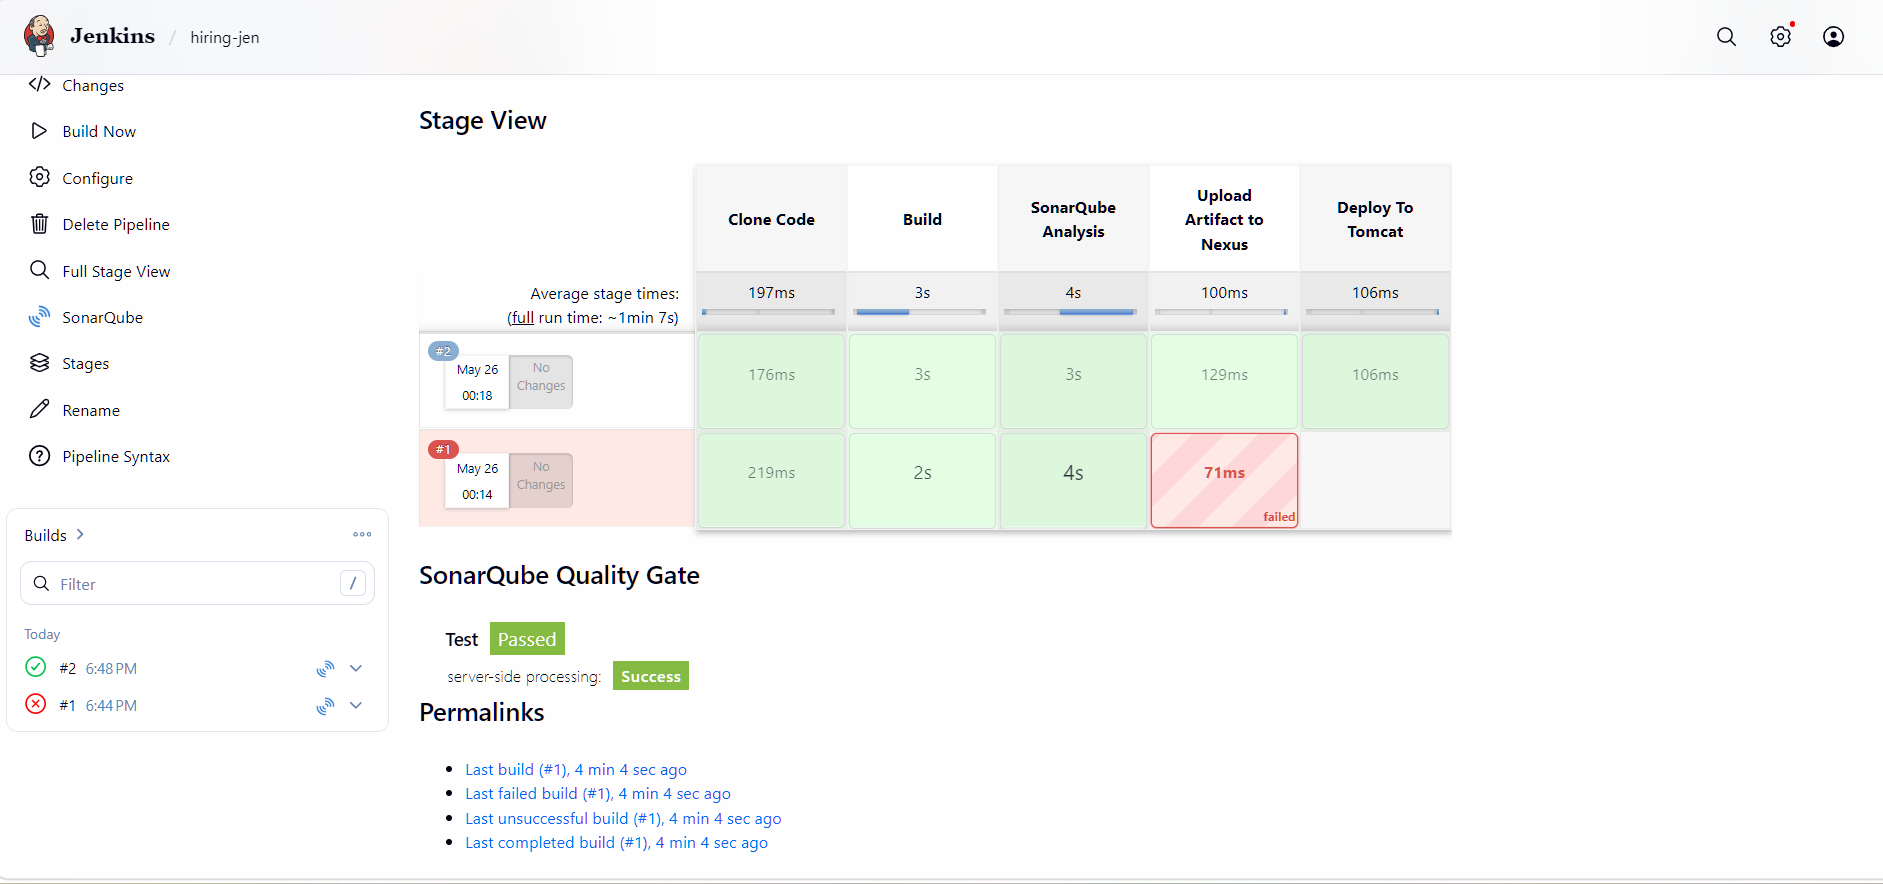 Jenkins / hiring-jen
Changes
Build Now
Configure
Delete Pipeline
Full Stage View
SonarQube
Stages
Rename
Pipeline Syntax
Builds
Filter /
Today
#2 6:48 PM
#1 6:44 PM
Stage View
Clone Code
Build
SonarQube
Analysis
Upload
Artifact to
Nexus
Deploy To
Tomcat
Average stage times:
(full run time: ~1min 7s)
197ms
3s
4s
100ms
106ms
#2
May 26
00:18
No
Changes
176ms
3s
3s
129ms
106ms
#1
May 26
00:14
No
Changes
219ms
2s
4s
71ms
failed
SonarQube Quality Gate
Test Passed
server-side processing: Success
Permalinks
Last build (#1), 4 min 4 sec ago
Last failed build (#1), 4 min 4 sec ago
Last unsuccessful build (#1), 4 min 4 sec ago
Last completed build (#1), 4 min 4 sec ago